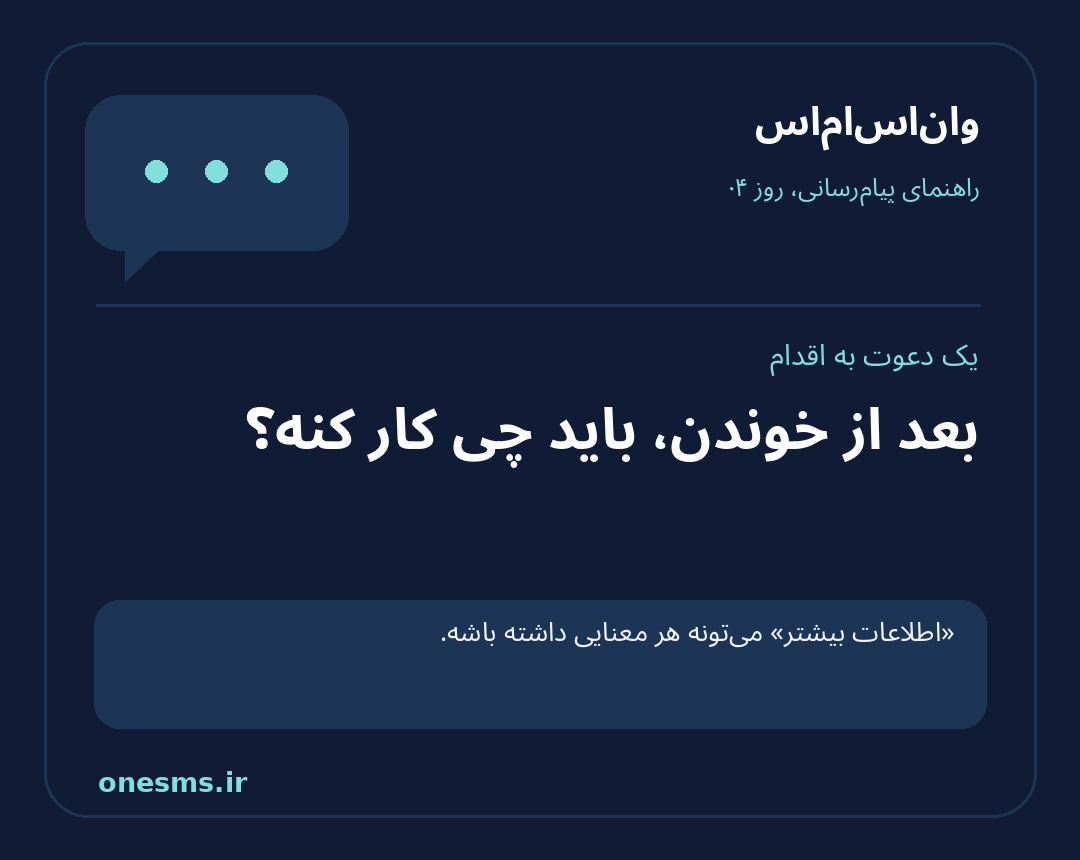 وان‌اس‌ام‌اس
راهنمای پیام‌رسانی، روز ۰۴
یک دعوت به اقدام
بعد از خوندن، باید چی کار کنه؟
«اطلاعات بیشتر» می‌تونه هر معنایی داشته باشه.
onesms.ir